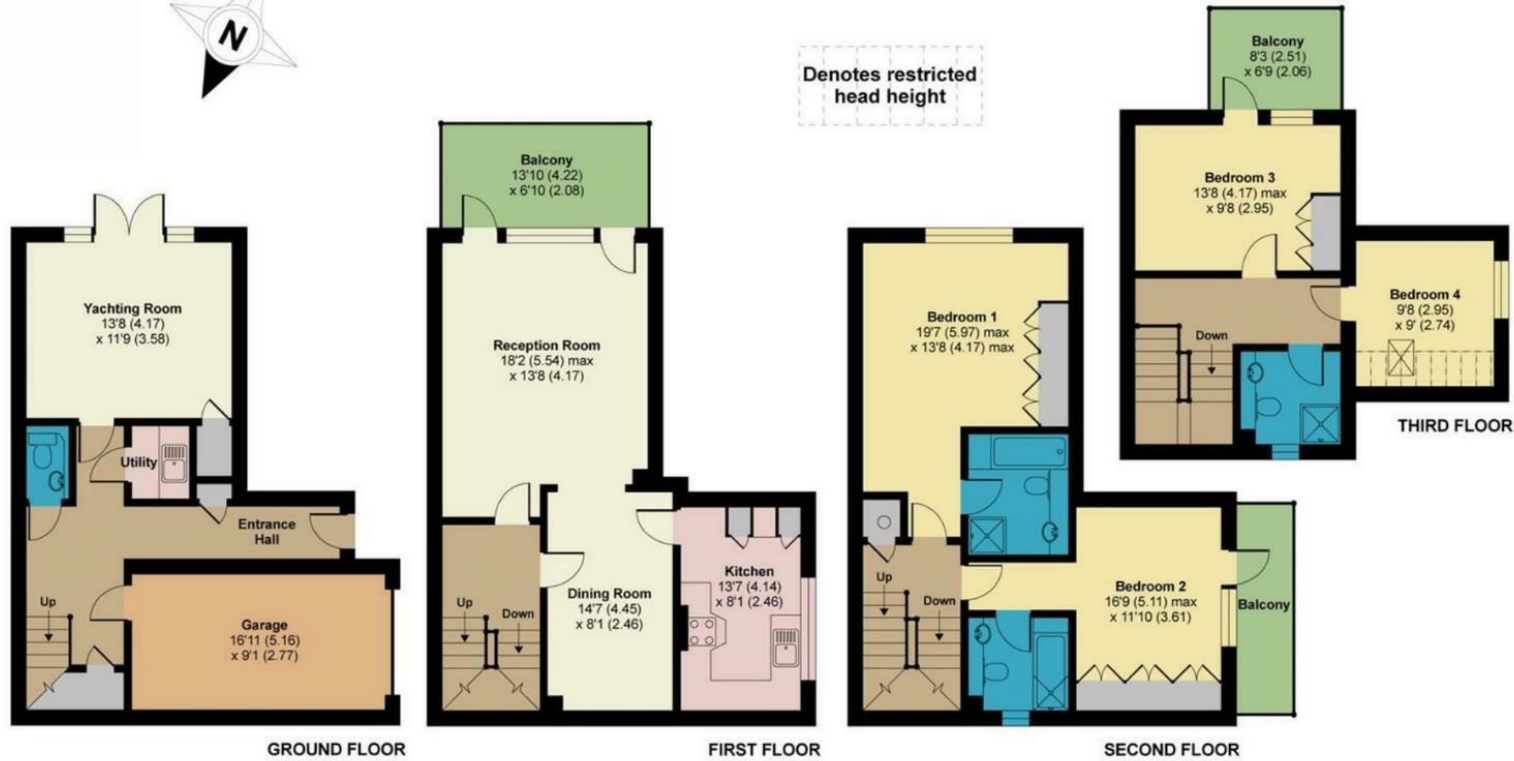 N
Denotes restricted
head height
Yachting Room
13'8 (4.17)
x 11'9 (3.58)
Utility
Entrance
Hall
Up
Garage
16'11 (5.16)
x 9'1 (2.77)
GROUND FLOOR
Balcony
13'10 (4.22)
x 6'10 (2.08)
Reception Room
18'2 (5.54) max
x 13'8 (4.17)
Up
Down
Dining Room
14'7 (4.45)
x 8'1 (2.46)
Kitchen
13'7 (4.14)
x 8'1 (2.46)
FIRST FLOOR
Bedroom 1
19'7 (5.97) max
x 13'8 (4.17) max
Up
Down
Bedroom 2
16'9 (5.11) max
x 11'10 (3.61)
Balcony
SECOND FLOOR
Balcony
8'3 (2.51)
x 6'9 (2.06)
Bedroom 3
13'8 (4.17) max
x 9'8 (2.95)
Bedroom 4
9'8 (2.95)
x 9' (2.74)
Down
THIRD FLOOR